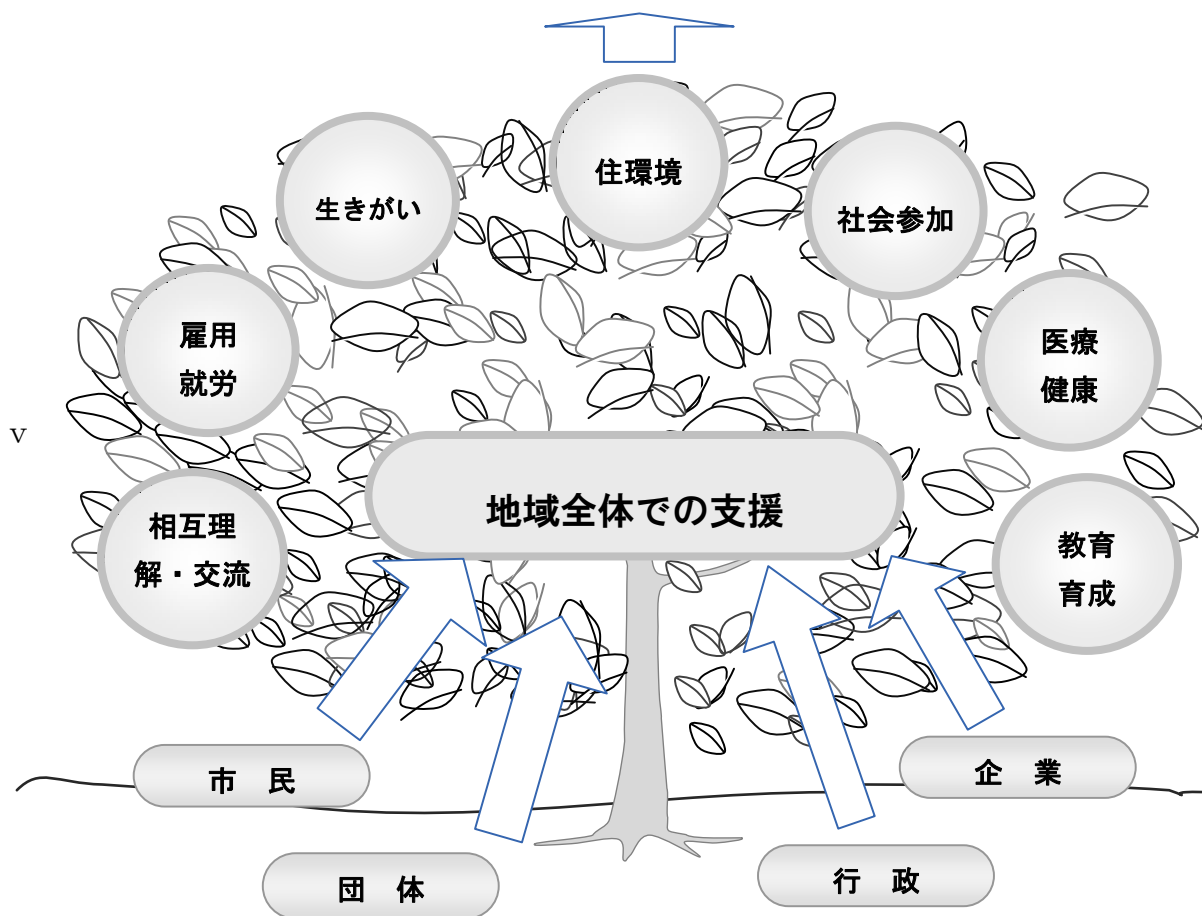 住環境
生きがい
社会参加
雇用
就労
医療
健康
v
地域全体での支援
相互理
解・交流
教育
育成
市　民
企　業
団　体
行　政